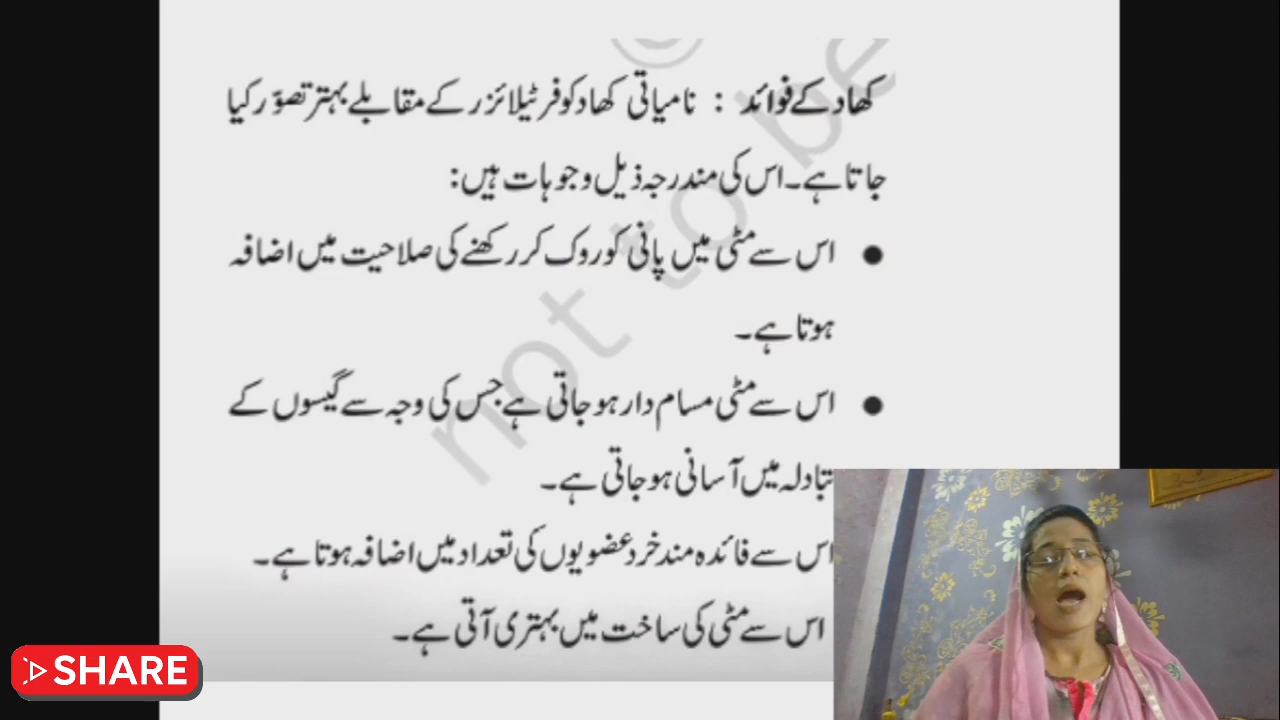 کھاد کے فوائد : نامیاتی کھاد کو فرٹیلائزر کے مقابلے بہتر تصوّر کیا
جاتا ہے۔ اس کی مندرجہ ذیل وجوہات ہیں:
● اس سے مٹی میں پانی کو روک کر رکھنے کی صلاحیت میں اضافہ
ہوتا ہے۔
● اس سے مٹی مسام دار ہو جاتی ہے جس کی وجہ سے گیسوں کے
تبادلہ میں آسانی ہو جاتی ہے۔
اس سے فائدہ مند خرد عضویوں کی تعداد میں اضافہ ہوتا ہے۔
اس سے مٹی کی ساخت میں بہتری آتی ہے۔
not to be
SHARE